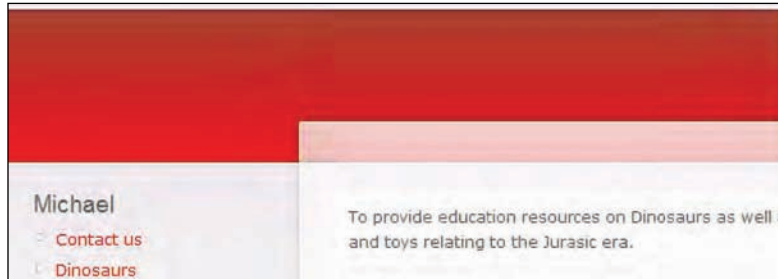 Michael
Contact us
Dinosaurs
To provide education resources on Dinosaurs as well
and toys relating to the Jurasic era.